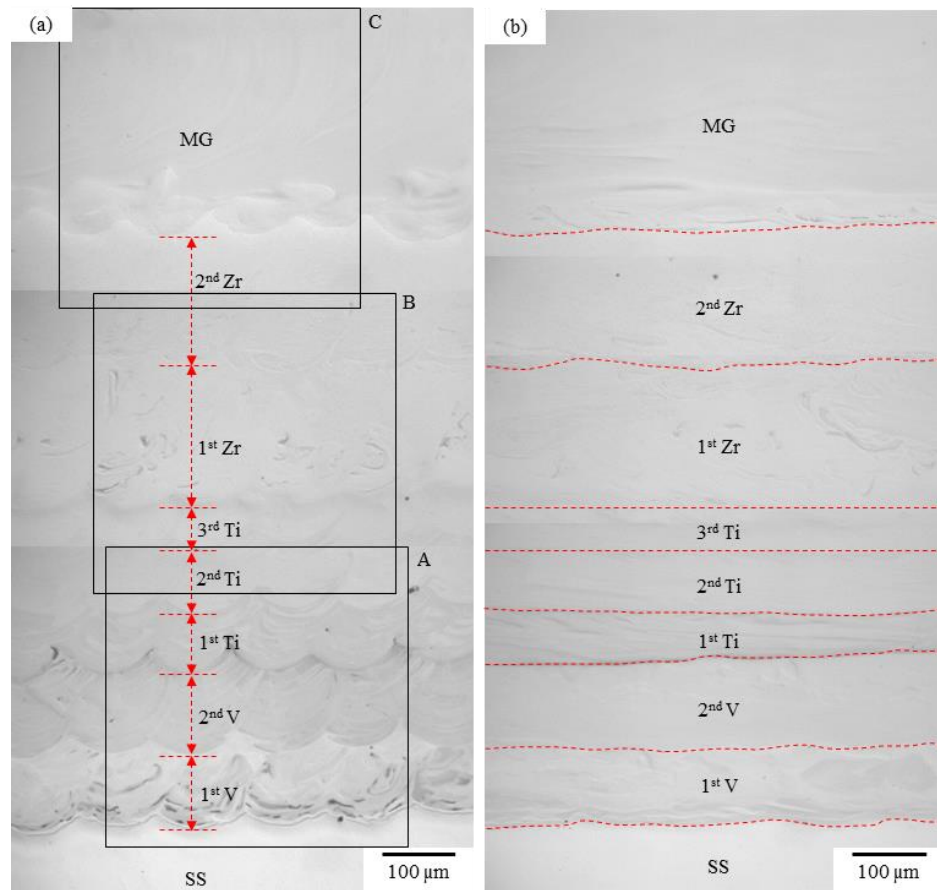 (a)
C
MG
2nd Zr
B
1st Zr
3rd Ti
A
2nd Ti
1st Ti
2nd V
1st V
SS
100 μm
(b)
MG
2nd Zr
1st Zr
3rd Ti
2nd Ti
1st Ti
2nd V
1st V
SS
100 μm